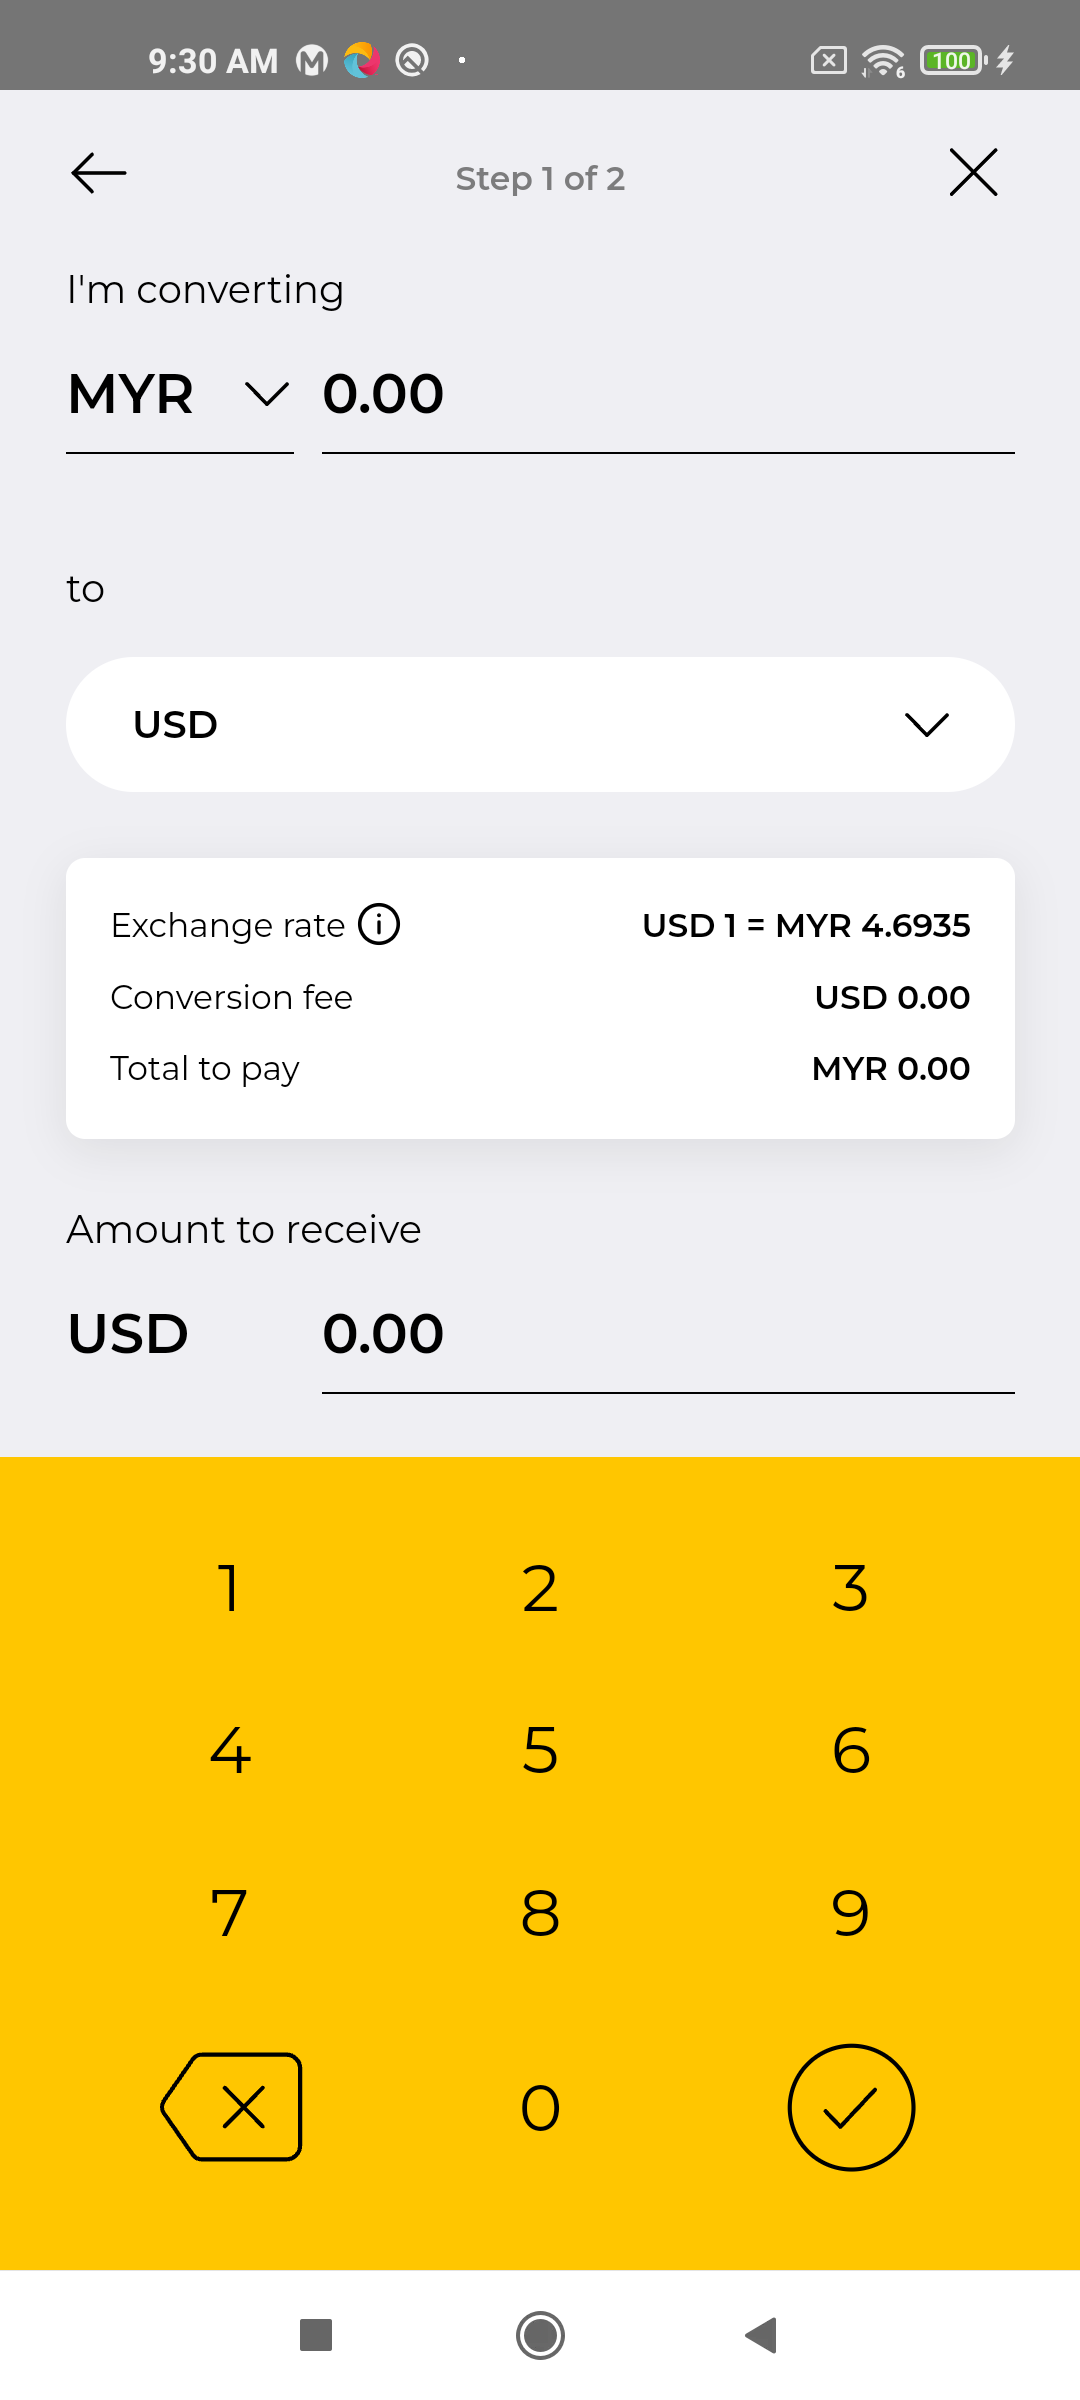 9:30 AM
6
100
Step 1 of 2
I'm converting
MYR 0.00
to
USD
Exchange rate USD 1 = MYR 4.6935
Conversion fee USD 0.00
Total to pay MYR 0.00
Amount to receive
USD 0.00
1 2 3
4 5 6
7 8 9
0